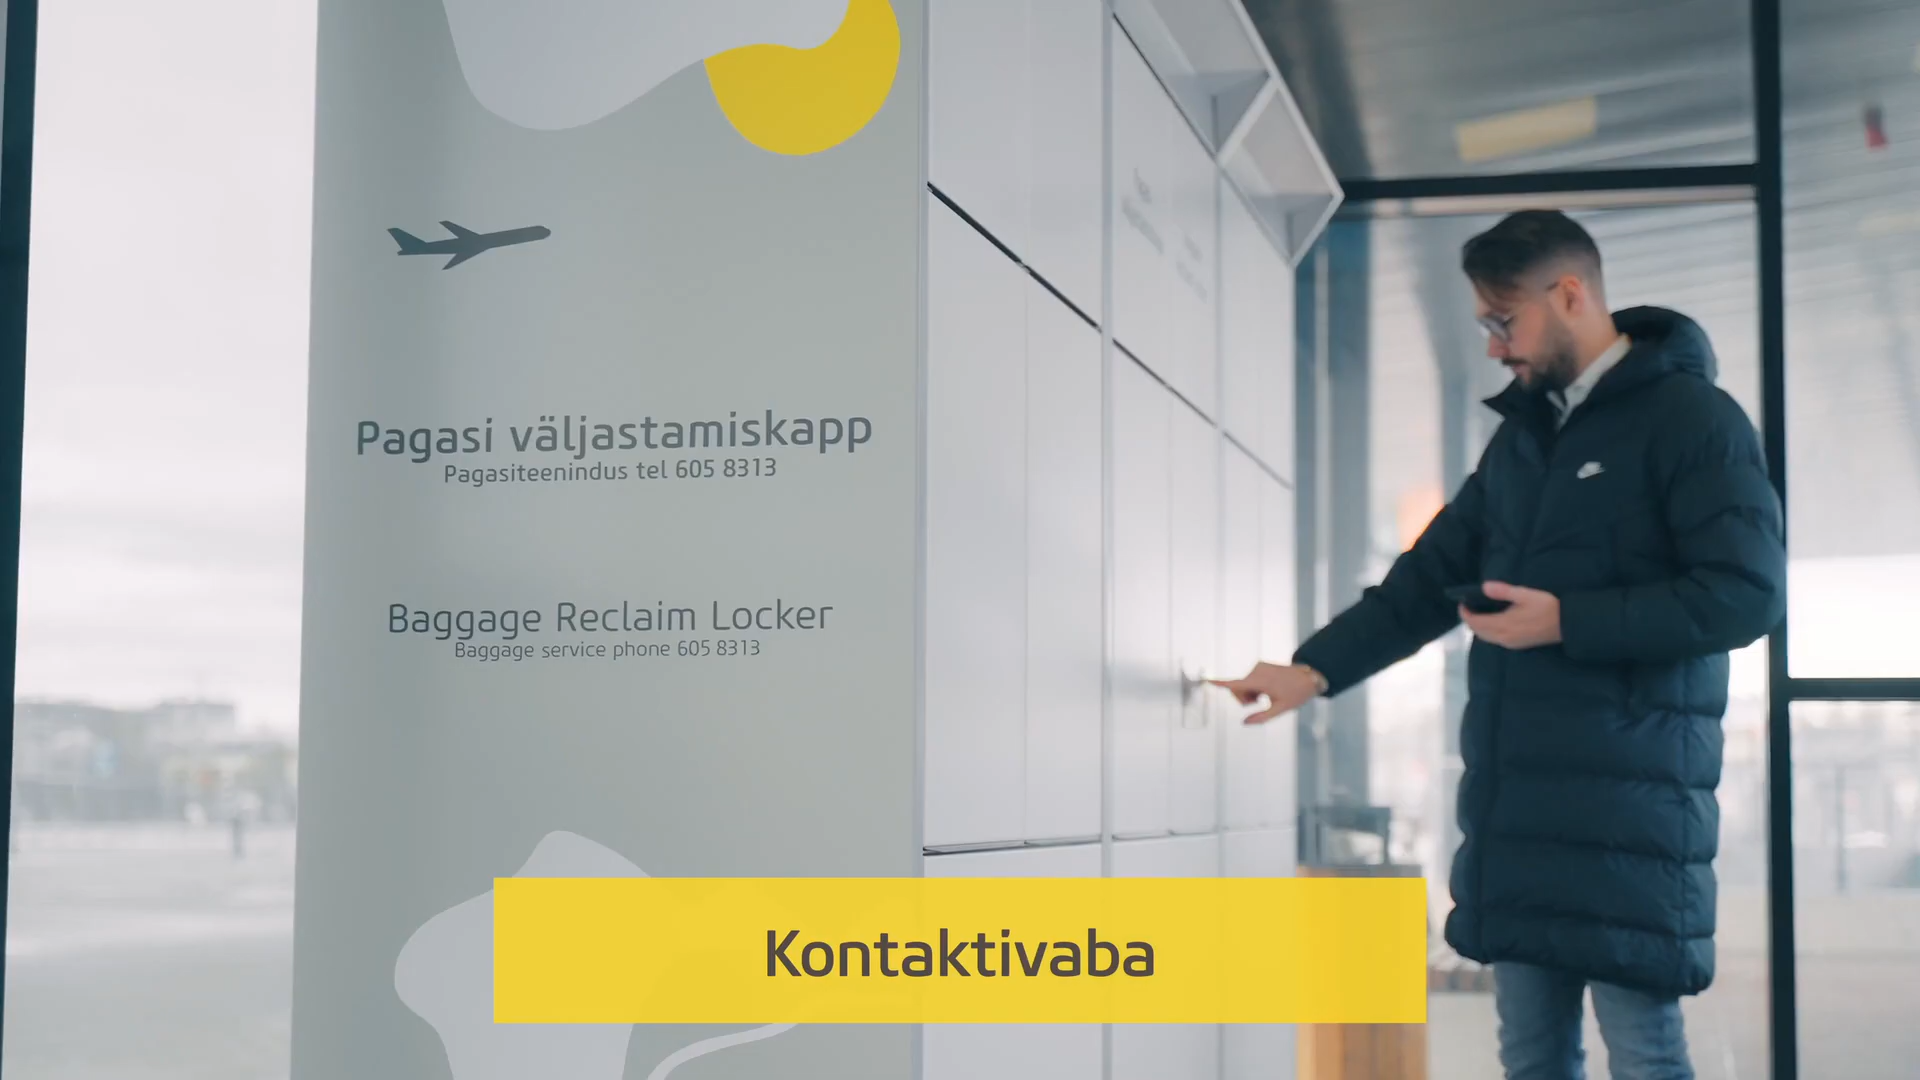 Pagasi väljastamiskapp
Pagasiteenindus tel 605 8313
Baggage Reclaim Locker
Baggage service phone 605 8313
Kontaktivaba